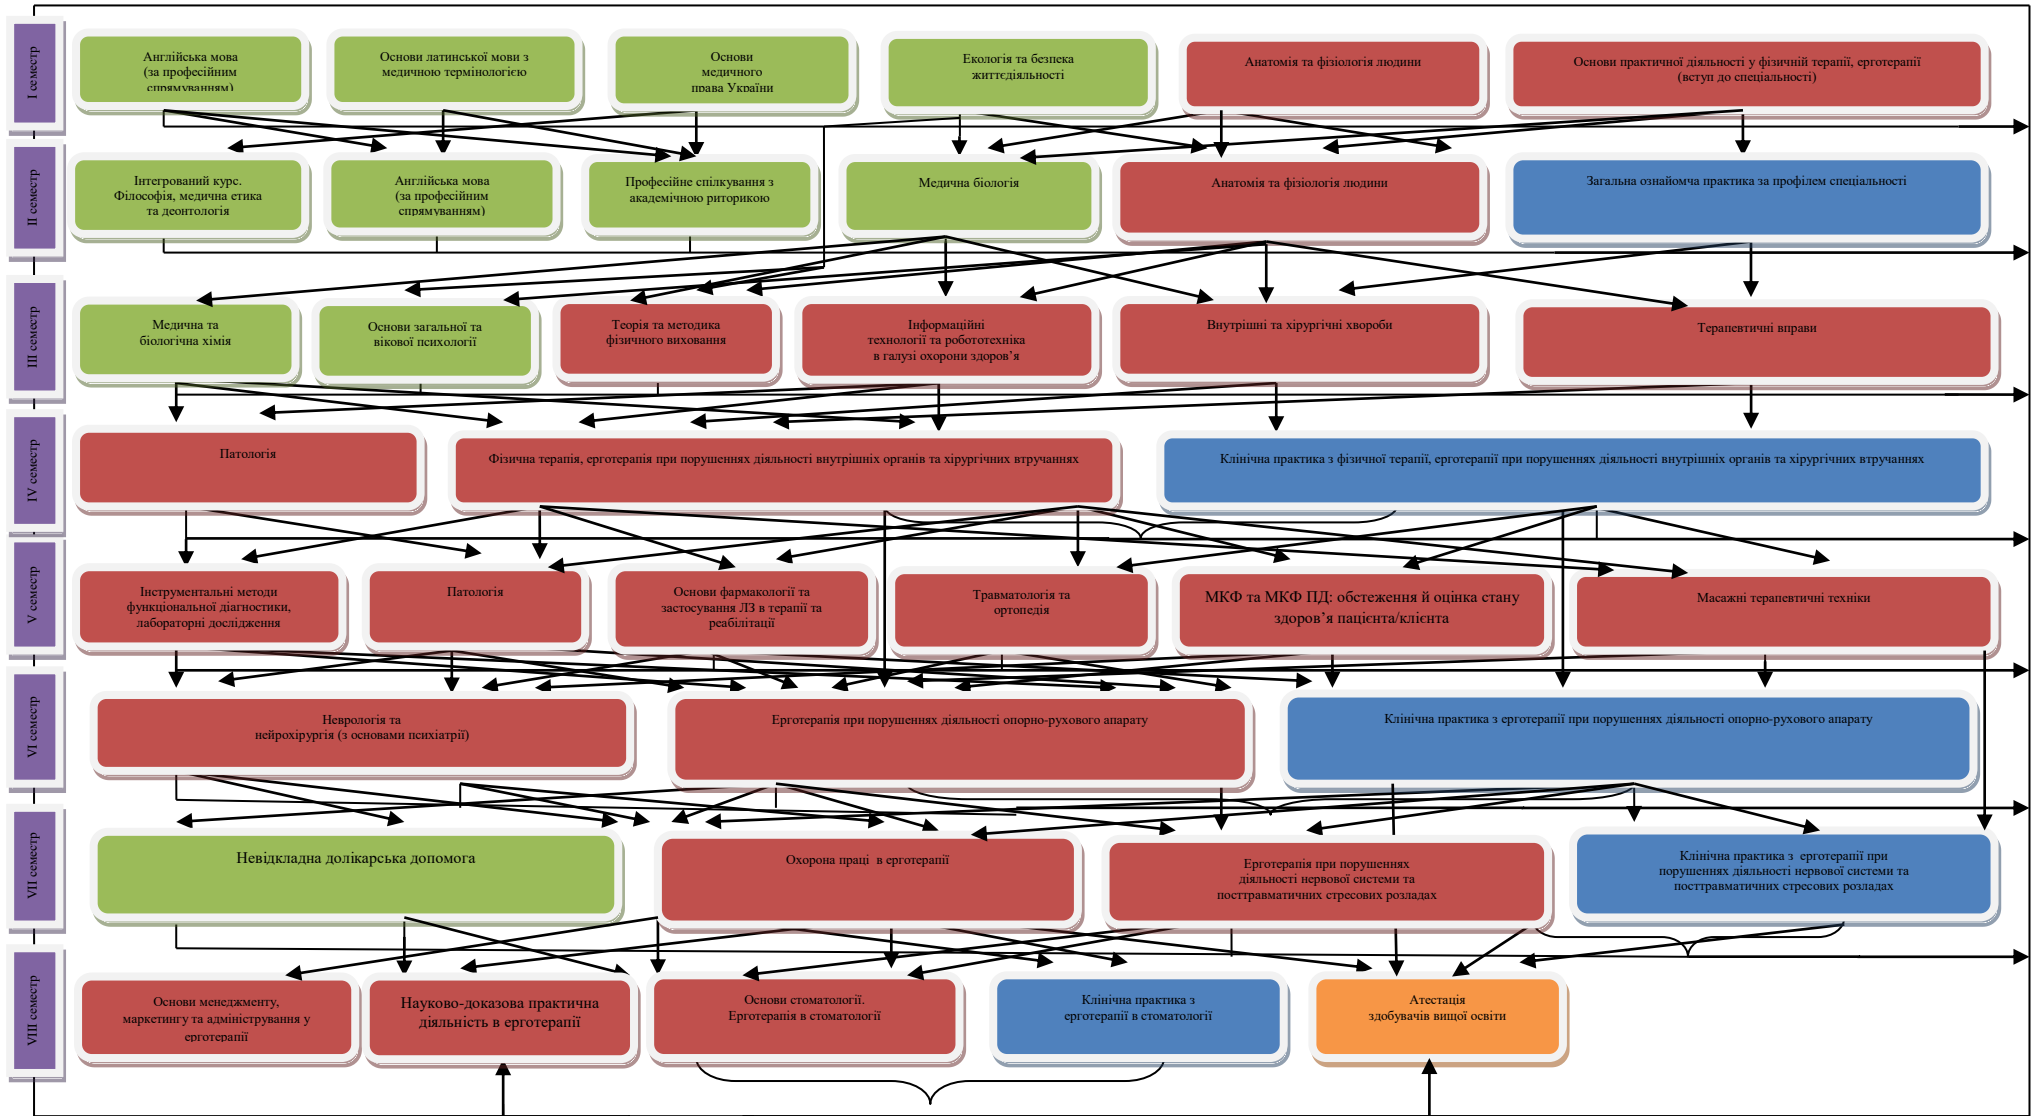 I семестр
Англійська мова
(за професійним
спрямуванням)
Основи латинської мови з
медичною термінологією
Основи
медичного
права України
Екологія та безпека
життєдіяльності
Анатомія та фізіологія людини
Основи практичної діяльності у фізичній терапії, ерготерапії
(вступ до спеціальності)
II семестр
Інтегрований курс.
Філософія, медична етика
та деонтологія
Англійська мова
(за професійним
спрямуванням)
Професійне спілкування з
академічною риторикою
Медична біологія
Анатомія та фізіологія людини
Загальна ознайомча практика за профілем спеціальності
III семестр
Медична та
біологічна хімія
Основи загальної та
вікової психології
Теорія та методика
фізичного виховання
Інформаційні
технології та робототехніка
в галузі охорони здоров’я
Внутрішні та хірургічні хвороби
Терапевтичні вправи
IV семестр
Патологія
Фізична терапія, ерготерапія при порушеннях діяльності внутрішніх органів та хірургічних втручаннях
Клінічна практика з фізичної терапії, ерготерапії при порушеннях діяльності внутрішніх органів та хірургічних втручаннях
V семестр
Інструментальні методи
функціональної діагностики,
лабораторні дослідження
Патологія
Основи фармакології та
застосування ЛЗ в терапії та
реабілітації
Травматологія та
ортопедія
МКФ та МКФ ПД: обстеження й оцінка стану
здоров’я пацієнта/клієнта
Масажні терапевтичні техніки
VI семестр
Неврологія та
нейрохірургія (з основами психіатрії)
Ерготерапія при порушеннях діяльності опорно-рухового апарату
Клінічна практика з ерготерапії при порушеннях діяльності опорно-рухового апарату
VII семестр
Невідкладна долікарська допомога
Охорона праці в ерготерапії
Ерготерапія при порушеннях
діяльності нервової системи та
посттравматичних стресових розладах
Клінічна практика з ерготерапії при
порушеннях діяльності нервової системи та
посттравматичних стресових розладах
VIII семестр
Основи менеджменту,
маркетингу та адміністрування у
ерготерапії
Науково-доказова практична
діяльність в ерготерапії
Основи стоматології.
Ерготерапія в стоматології
Клінічна практика з
ерготерапії в стоматології
Атестація
здобувачів вищої освіти